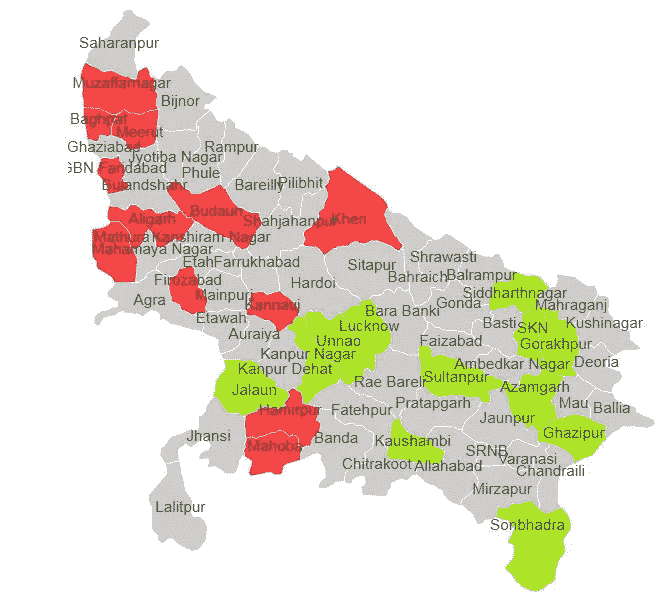 Saharanpur
Muzaffarnagar
Bijnor
Baghpat
Meerut
Ghaziabad
Rampur
Jyotiba Nagar
Phule
GBN Faridabad
Bulandshahr
Bareilly
Pilibhit
Budaun
Aligarh
Shahjahanpur
Kheri
Mathura
Kanshiram Nagar
Mahamaya Nagar
Etah
Farrukhabad
Sitapur
Shrawasti
Bahraich
Balrampur
Firozabad
Hardoi
Siddharthnagar
Agra
Mainpuri
Kannauj
Gonda
Mahraganj
Etawah
Bara Banki
Lucknow
Basti
SKN
Kushinagar
Auraiya
Unnao
Faizabad
Gorakhpur
Kanpur Nagar
Ambedkar Nagar
Deoria
Kanpur Dehat
Rae Bareli
Sultanpur
Azamgarh
Jalaun
Hamirpur
Fatehpur
Pratapgarh
Mau
Ballia
Jaunpur
Jhansi
Mahoba
Banda
Kaushambi
Ghazipur
Chitrakoot
Allahabad
SRNB
Varanasi
Chandraili
Mirzapur
Lalitpur
Sonbhadra